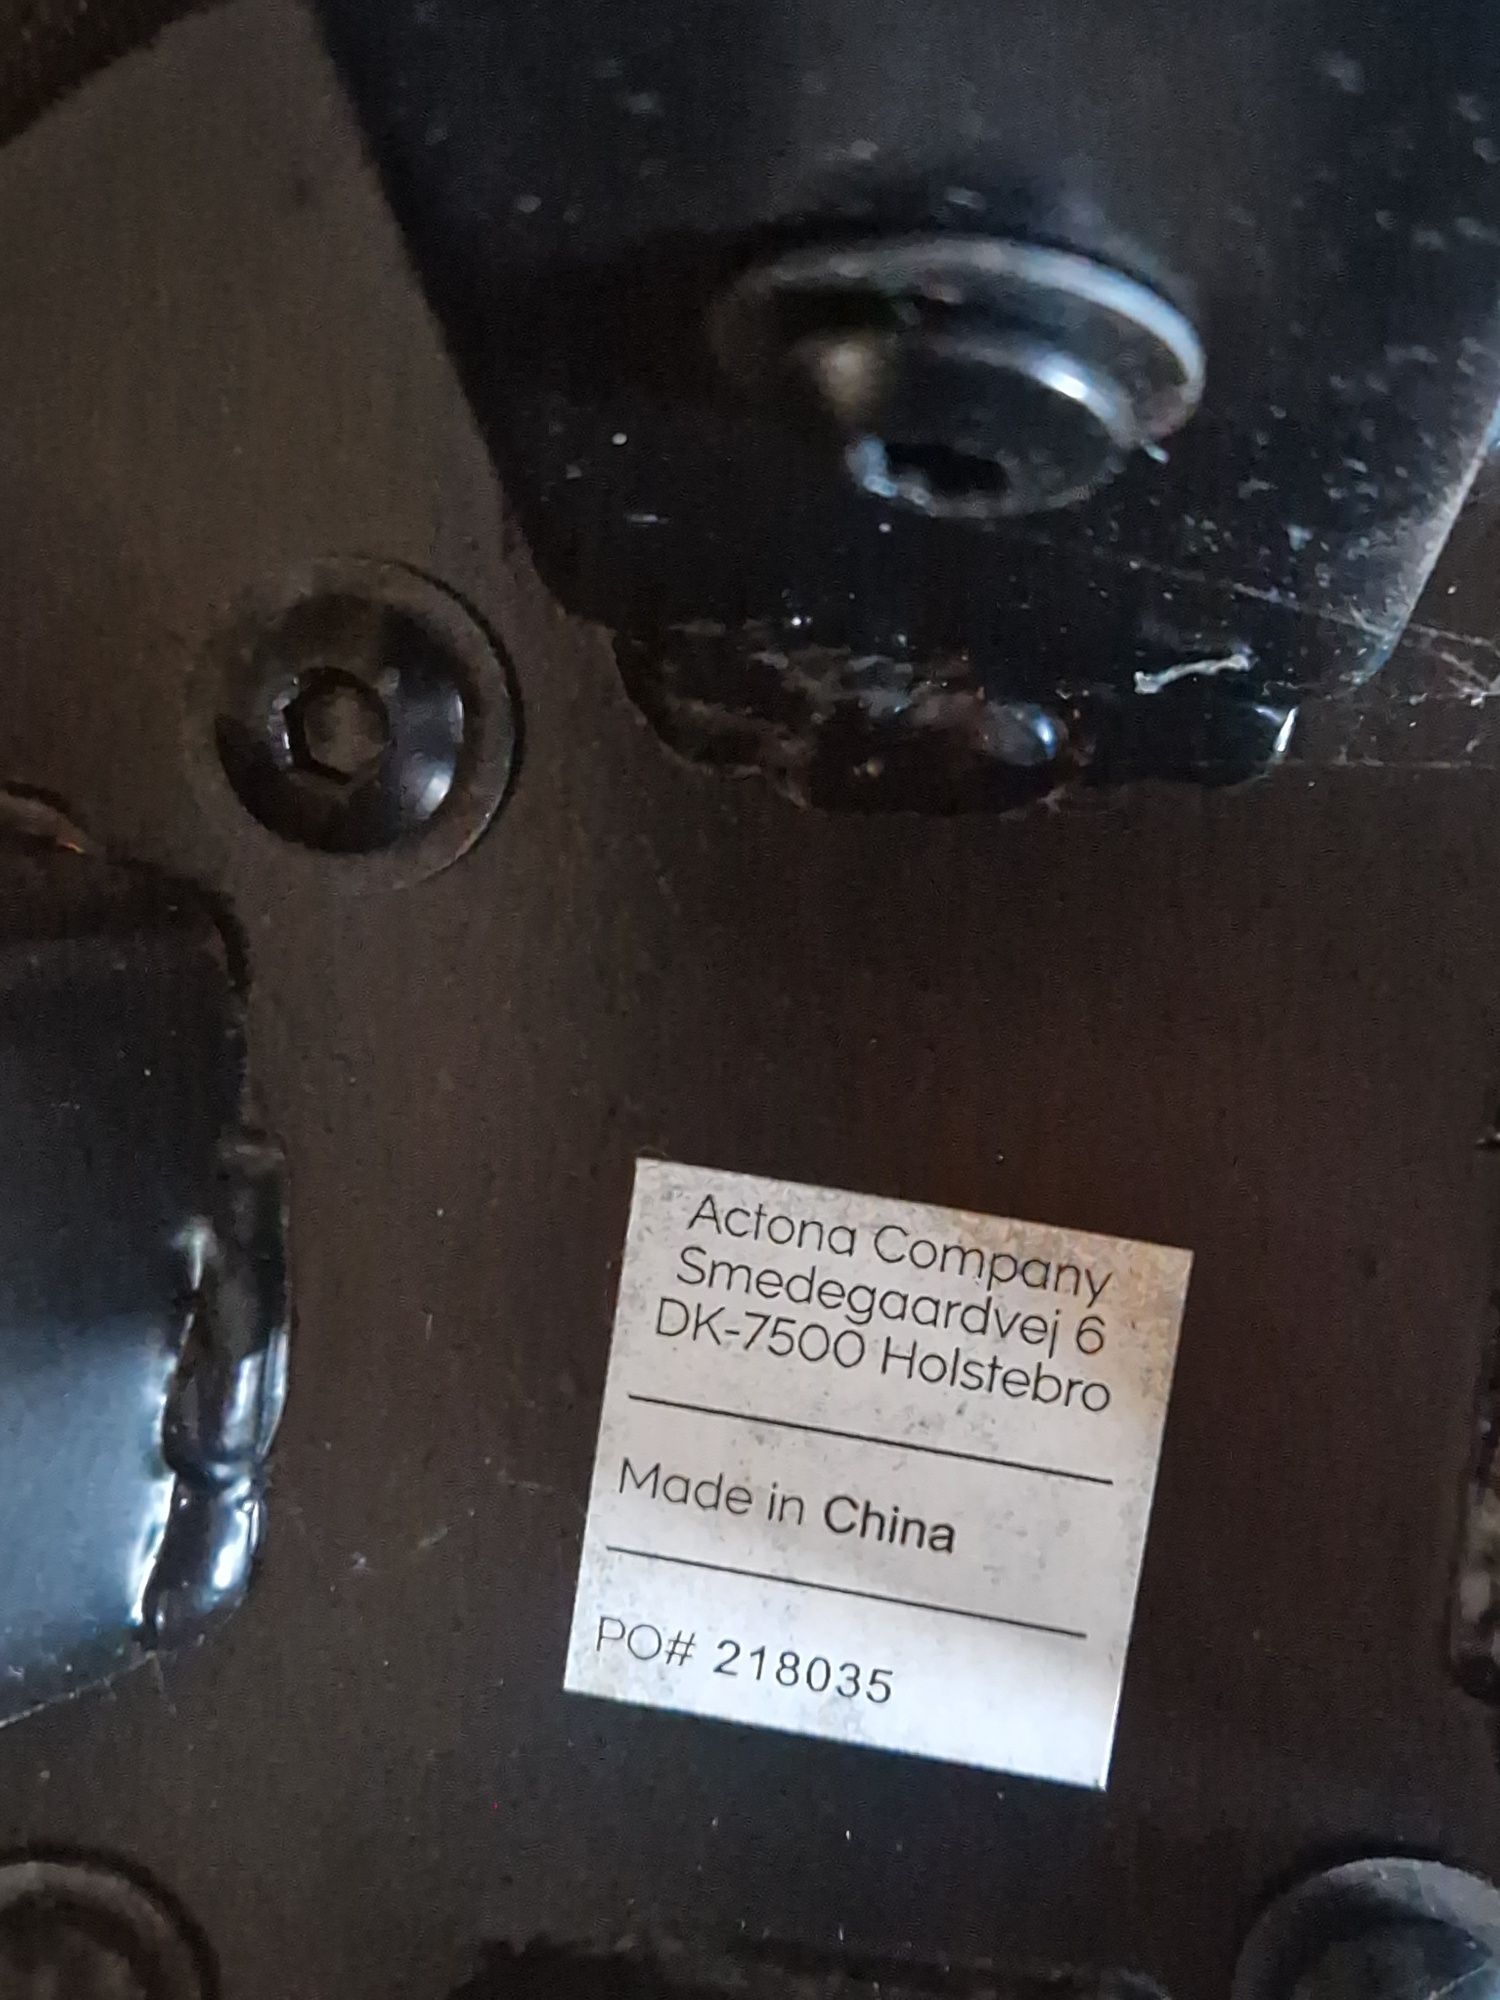 Actona Company
Smedegaardvej 6
DK-7500 Holstebro
Made in China
PO# 218035